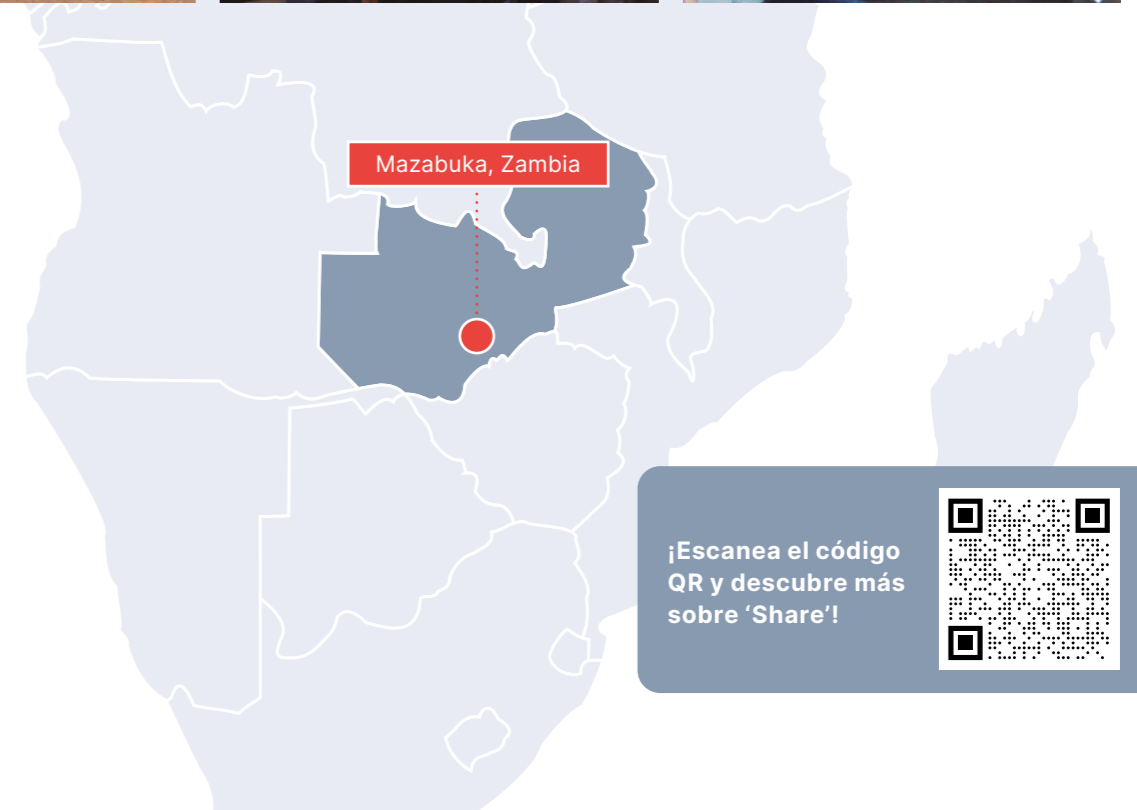 Mazabuka, Zambia
¡Escanea el código
QR y descubre más
sobre ‘Share’!